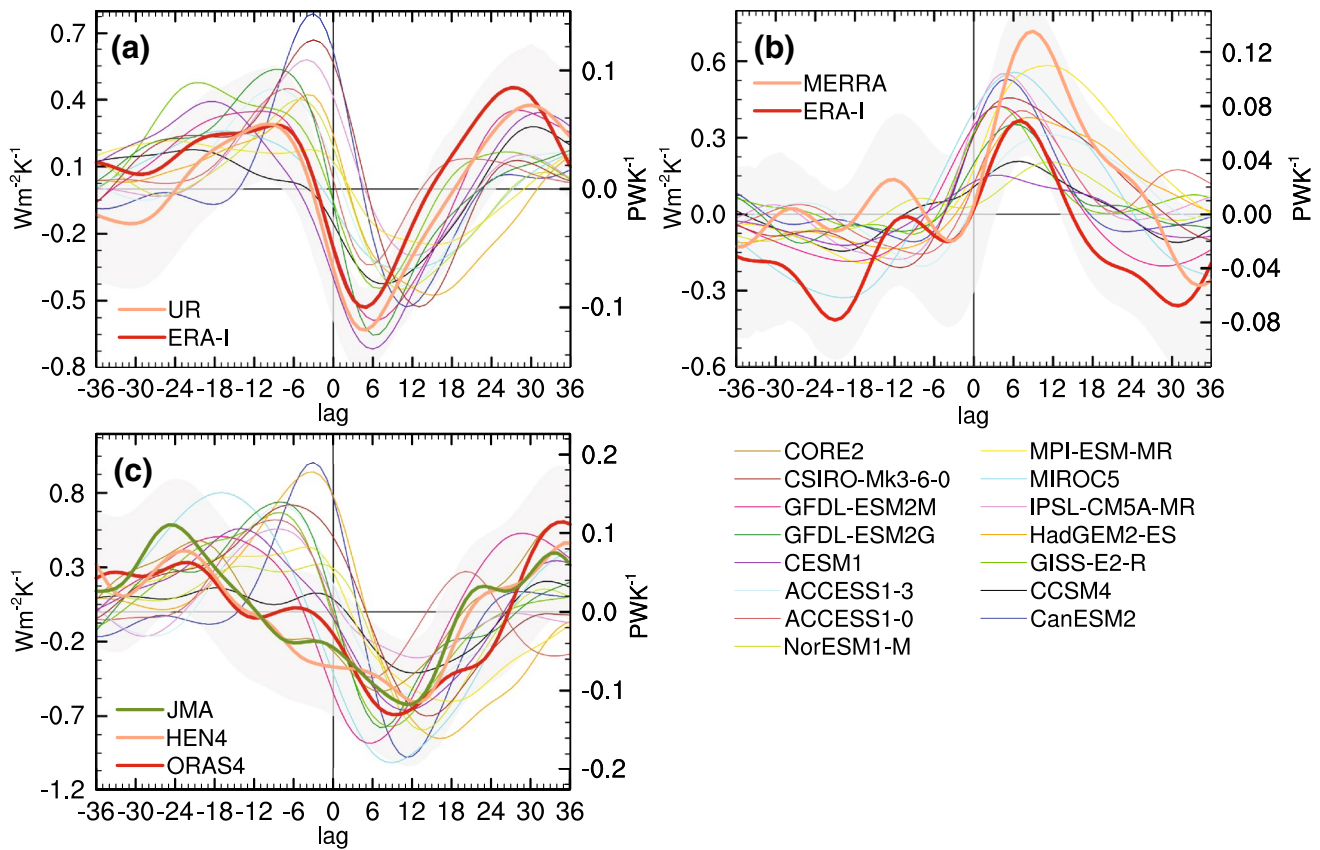 (a)
0.7
0.4
0.1
-0.2
-0.5
-0.8
Wm⁻²K⁻¹
0.1
0.0
-0.1
PWK⁻¹
UR
ERA-I
-36 -30 -24 -18 -12 -6 0 6 12 18 24 30 36
lag
(b)
0.6
0.3
0.0
-0.3
-0.6
Wm⁻²K⁻¹
0.12
0.08
0.04
0.00
-0.04
-0.08
PWK⁻¹
MERRA
ERA-I
-36 -30 -24 -18 -12 -6 0 6 12 18 24 30 36
lag
(c)
0.8
0.3
-0.2
-0.7
-1.2
Wm⁻²K⁻¹
0.2
0.1
0.0
-0.1
-0.2
PWK⁻¹
JMA
HEN4
ORAS4
-36 -30 -24 -18 -12 -6 0 6 12 18 24 30 36
lag
CORE2
CSIRO-Mk3-6-0
GFDL-ESM2M
GFDL-ESM2G
CESM1
ACCESS1-3
ACCESS1-0
NorESM1-M
MPI-ESM-MR
MIROC5
IPSL-CM5A-MR
HadGEM2-ES
GISS-E2-R
CCSM4
CanESM2